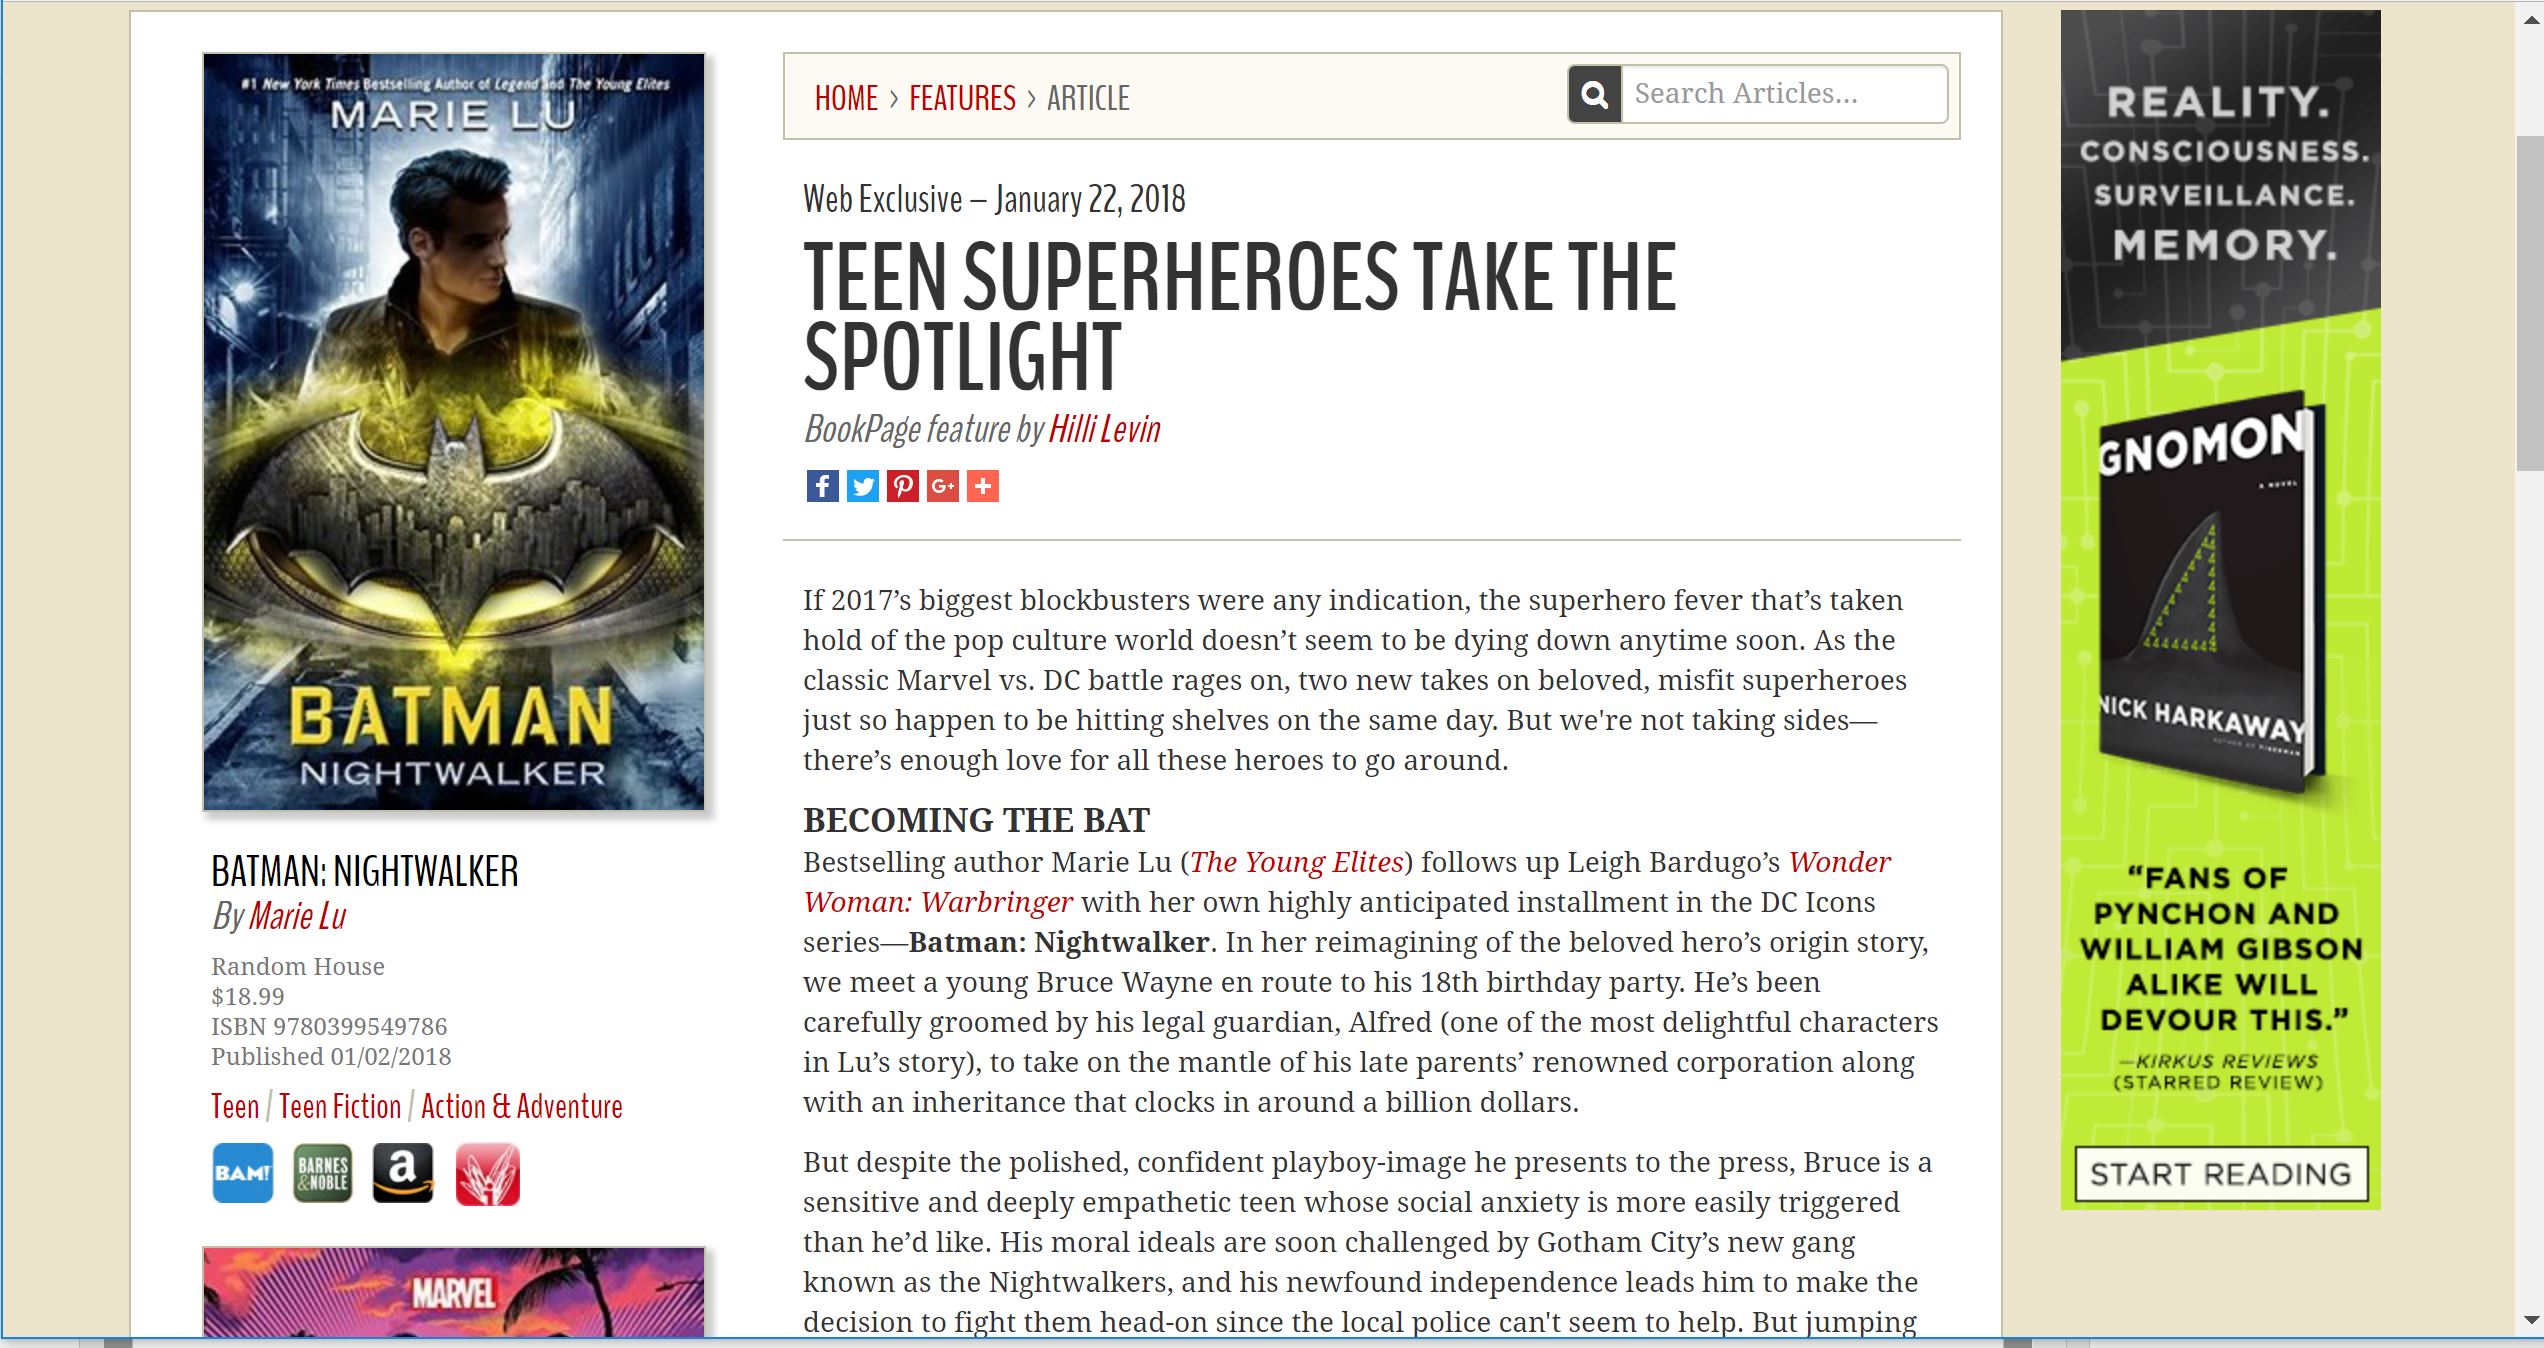 #1 New York Times Bestselling Author of Legend and The Young Elites
MARIE LU
BATMAN
NIGHTWALKER
BATMAN: NIGHTWALKER
By Marie Lu
Random House
$18.99
ISBN 9780399549786
Published 01/02/2018
Teen / Teen Fiction / Action & Adventure
BAM!
BARNES
&NOBLE
a
MARVEL
HOME › FEATURES › ARTICLE
Search Articles...
Web Exclusive – January 22, 2018
TEEN SUPERHEROES TAKE THE
SPOTLIGHT
BookPage feature by Hilli Levin
If 2017’s biggest blockbusters were any indication, the superhero fever that’s taken
hold of the pop culture world doesn’t seem to be dying down anytime soon. As the
classic Marvel vs. DC battle rages on, two new takes on beloved, misfit superheroes
just so happen to be hitting shelves on the same day. But we're not taking sides—
there’s enough love for all these heroes to go around.
BECOMING THE BAT
Bestselling author Marie Lu (The Young Elites) follows up Leigh Bardugo’s Wonder
Woman: Warbringer with her own highly anticipated installment in the DC Icons
series—Batman: Nightwalker. In her reimagining of the beloved hero’s origin story,
we meet a young Bruce Wayne en route to his 18th birthday party. He’s been
carefully groomed by his legal guardian, Alfred (one of the most delightful characters
in Lu’s story), to take on the mantle of his late parents’ renowned corporation along
with an inheritance that clocks in around a billion dollars.
But despite the polished, confident playboy-image he presents to the press, Bruce is a
sensitive and deeply empathetic teen whose social anxiety is more easily triggered
than he’d like. His moral ideals are soon challenged by Gotham City’s new gang
known as the Nightwalkers, and his newfound independence leads him to make the
decision to fight them head-on since the local police can't seem to help. But jumping
REALITY.
CONSCIOUSNESS.
SURVEILLANCE.
MEMORY.
GNOMON
A NOVEL
NICK HARKAWAY
“FANS OF
PYNCHON AND
WILLIAM GIBSON
ALIKE WILL
DEVOUR THIS.”
—KIRKUS REVIEWS
(STARRED REVIEW)
START READING